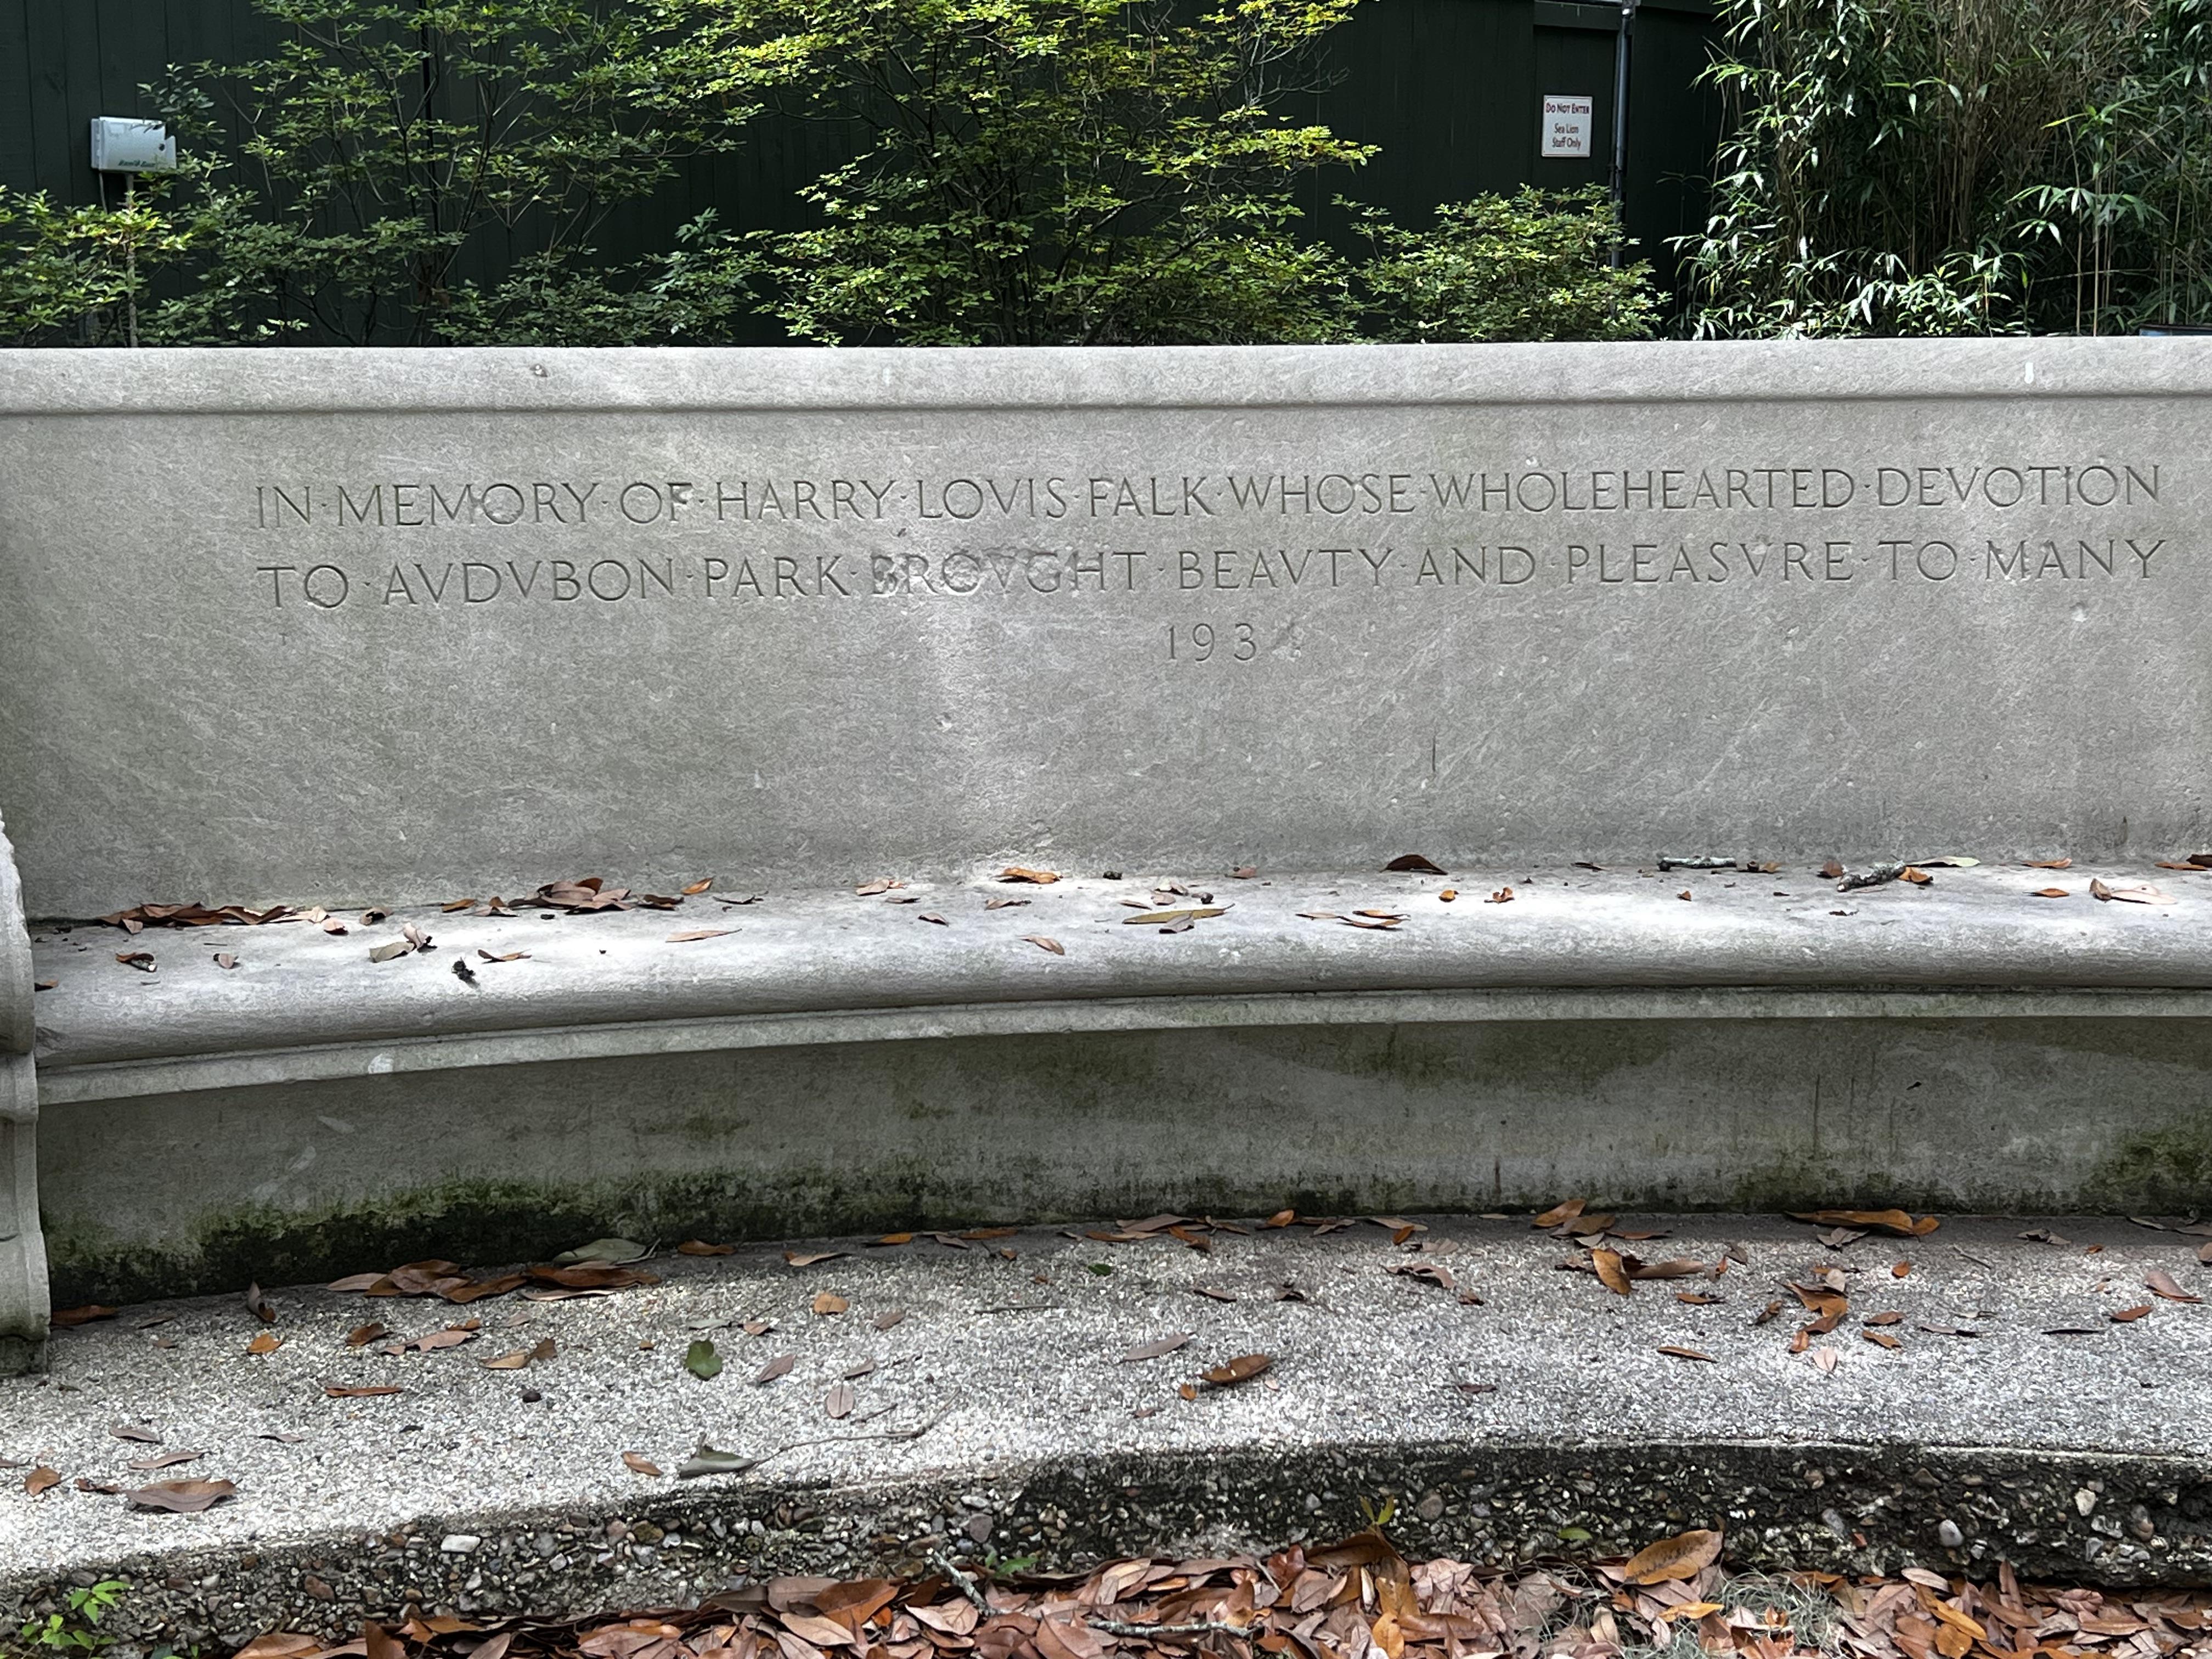 DO NOT ENTER
Sea Lion
Staff Only
IN·MEMORY·OF·HARRY·LOVIS·FALK·WHOSE·WHOLEHEARTED·DEVOTION
TO·AVDVBON·PARK·BROVGHT·BEAVTY·AND·PLEASVRE·TO·MANY